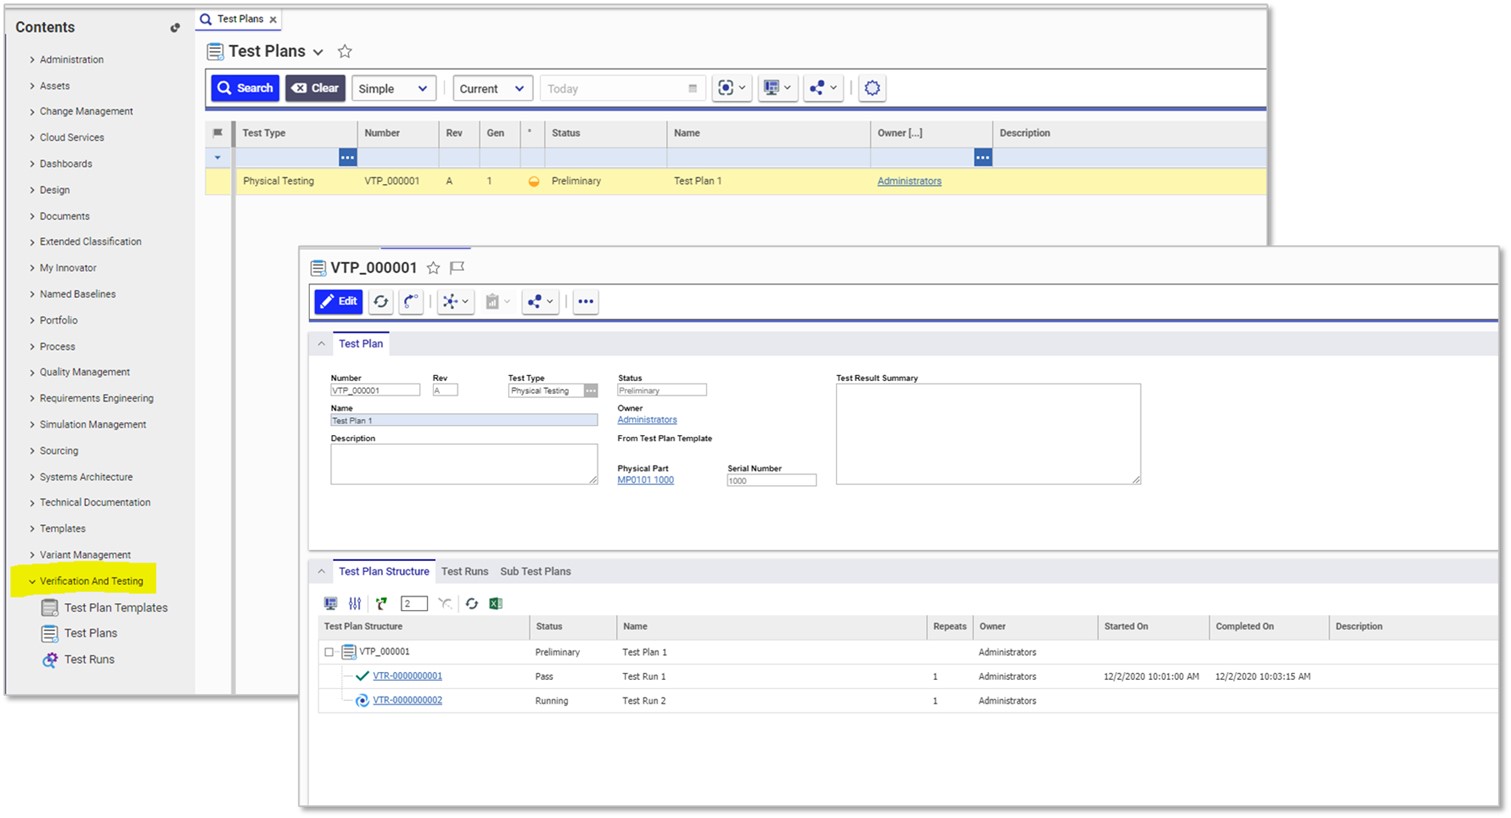 Contents
Administration
Assets
Change Management
Cloud Services
Dashboards
Design
Documents
Extended Classification
My Innovator
Named Baselines
Portfolio
Process
Quality Management
Requirements Engineering
Simulation Management
Sourcing
Systems Architecture
Technical Documentation
Templates
Variant Management
Verification And Testing
Test Plan Templates
Test Plans
Test Runs
Test Plans
Test Plans
Search Clear Simple Current Today
Test Type Number Rev Gen * Status Name Owner [...] Description
Physical Testing VTP_000001 A 1 Preliminary Test Plan 1 Administrators
VTP_000001
Edit
Test Plan
Number Rev Test Type Status Test Result Summary
VTP_000001 A Physical Testing Preliminary
Name Owner
Test Plan 1 Administrators
Description From Test Plan Template
Physical Part Serial Number
MP0101 1000 1000
Test Plan Structure Test Runs Sub Test Plans
2
Test Plan Structure Status Name Repeats Owner Started On Completed On Description
VTP_000001 Preliminary Test Plan 1 Administrators
VTR-0000000001 Pass Test Run 1 1 Administrators 12/2/2020 10:01:00 AM 12/2/2020 10:03:15 AM
VTR-0000000002 Running Test Run 2 1 Administrators